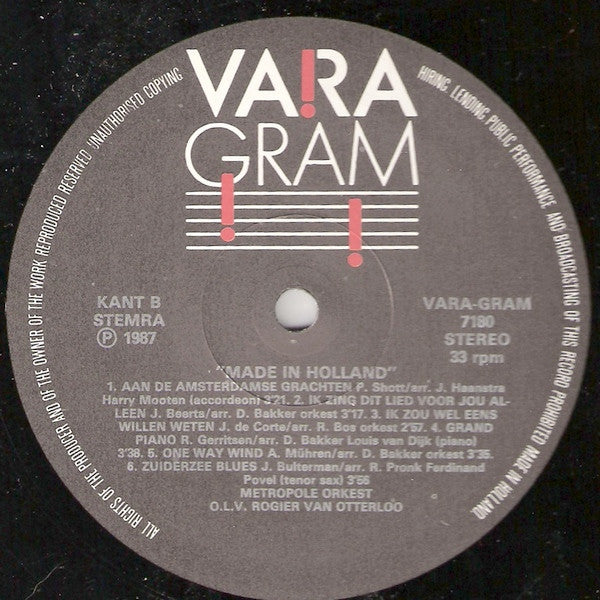 VARA
GRAM
KANT B
STEMRA
Ⓟ 1987
VARA-GRAM
7180
STEREO
33 rpm
"MADE IN HOLLAND"
1. AAN DE AMSTERDAMSE GRACHTEN P. Shott/arr. J. Haanstra
Harry Mooten (accordeon) 3'21. 2. IK ZING DIT LIED VOOR JOU AL-
LEEN J. Beerts/arr. D. Bakker orkest 3'17. 3. IK ZOU WEL EENS
WILLEN WETEN J. de Corte/arr. R. Bos orkest 2'57. 4. GRAND
PIANO R. Gerritsen/arr. D. Bakker Louis van Dijk (piano)
3'38. 5. ONE WAY WIND A. Mühren/arr. D. Bakker orkest 3'35.
6. ZUIDERZEE BLUES J. Bulterman/arr. R. Pronk Ferdinand
Povel (tenor sax) 3'56
METROPOLE ORKEST
O.L.V. ROGIER VAN OTTERLOO
ALL RIGHTS OF THE PRODUCER AND OF THE OWNER OF THE WORK REPRODUCED RESERVED UNAUTHORISED COPYING
HIRING LENDING PUBLIC PERFORMANCE AND BROADCASTING OF THIS RECORD PROHIBITED MADE IN HOLLAND